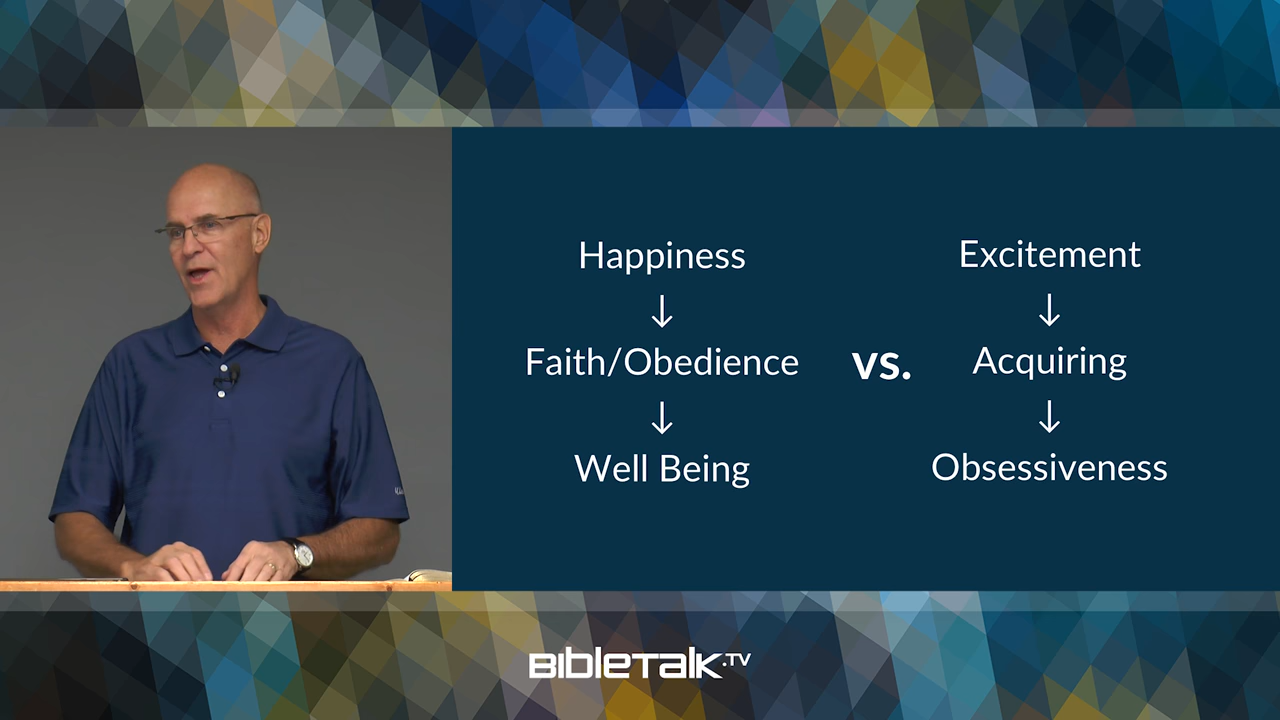 Happiness
↓
Faith/Obedience
↓
Well Being
vs.
Excitement
↓
Acquiring
↓
Obsessiveness
BIBLETALK.TV